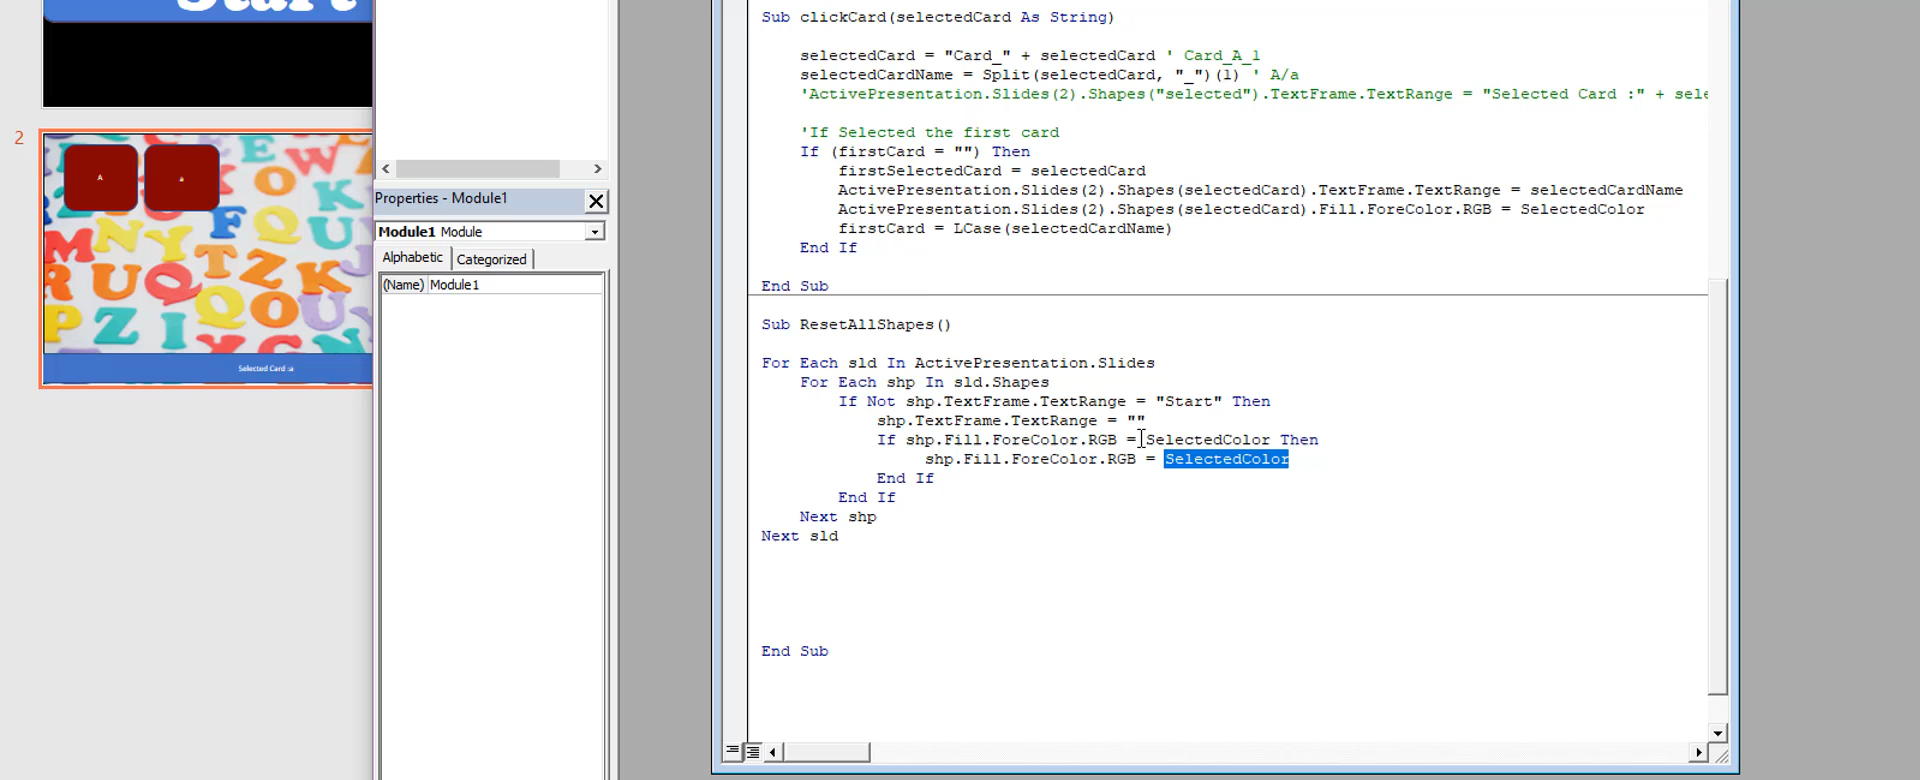 Start
2
A
a
Selected Card :a
Properties - Module1
Module1 Module
Alphabetic
Categorized
(Name) Module1
Sub clickCard(selectedCard As String)
selectedCard = "Card_" + selectedCard ' Card_A_1
selectedCardName = Split(selectedCard, "_")(1) ' A/a
'ActivePresentation.Slides(2).Shapes("selected").TextFrame.TextRange = "Selected Card :" + sele
'If Selected the first card
If (firstCard = "") Then
firstSelectedCard = selectedCard
ActivePresentation.Slides(2).Shapes(selectedCard).TextFrame.TextRange = selectedCardName
ActivePresentation.Slides(2).Shapes(selectedCard).Fill.ForeColor.RGB = SelectedColor
firstCard = LCase(selectedCardName)
End If
End Sub
Sub ResetAllShapes()
For Each sld In ActivePresentation.Slides
For Each shp In sld.Shapes
If Not shp.TextFrame.TextRange = "Start" Then
shp.TextFrame.TextRange = ""
If shp.Fill.ForeColor.RGB = SelectedColor Then
shp.Fill.ForeColor.RGB = SelectedColor
End If
End If
Next shp
Next sld
End Sub